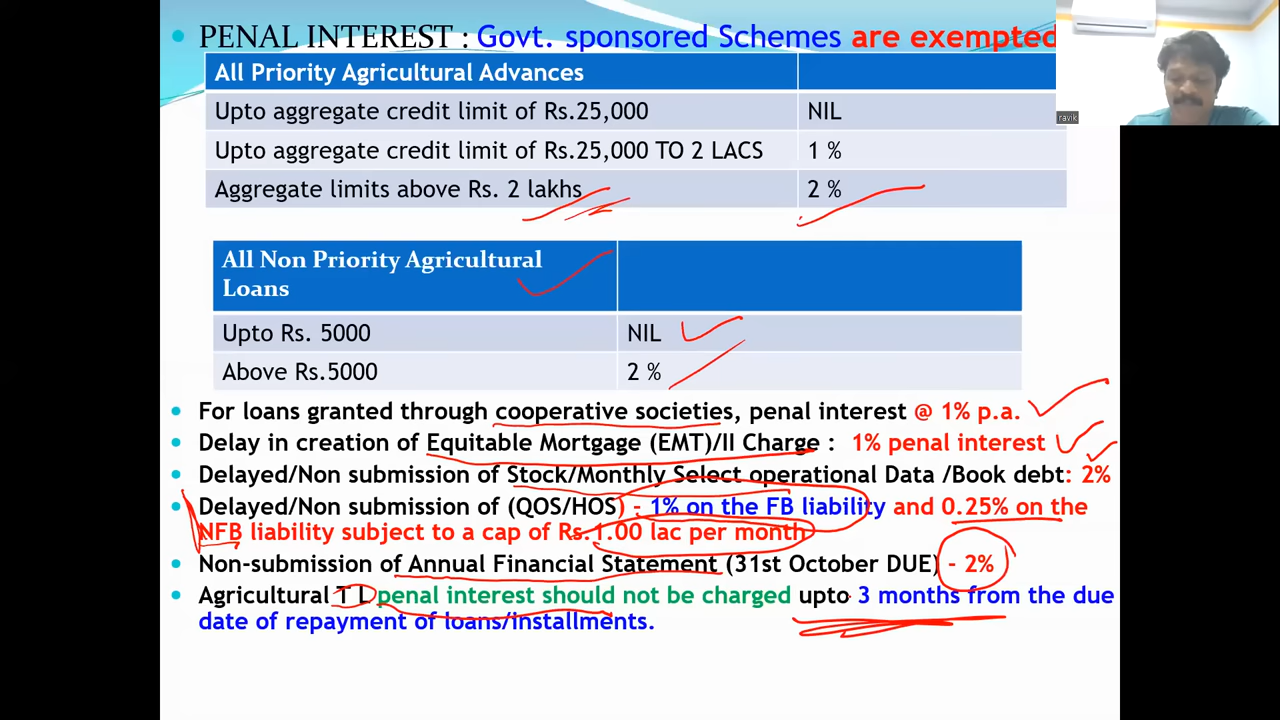 PENAL INTEREST : Govt. sponsored Schemes are exempted
All Priority Agricultural Advances
Upto aggregate credit limit of Rs.25,000 NIL
Upto aggregate credit limit of Rs.25,000 TO 2 LACS 1 %
Aggregate limits above Rs. 2 lakhs 2 %
All Non Priority Agricultural
Loans
Upto Rs. 5000 NIL
Above Rs.5000 2 %
For loans granted through cooperative societies, penal interest @ 1% p.a.
Delay in creation of Equitable Mortgage (EMT)/II Charge : 1% penal interest
Delayed/Non submission of Stock/Monthly Select operational Data /Book debt: 2%
Delayed/Non submission of (QOS/HOS) - 1% on the FB liability and 0.25% on the
NFB liability subject to a cap of Rs.1.00 lac per month
Non-submission of Annual Financial Statement (31st October DUE) - 2%
Agricultural T L penal interest should not be charged upto 3 months from the due
date of repayment of loans/installments.
ravik